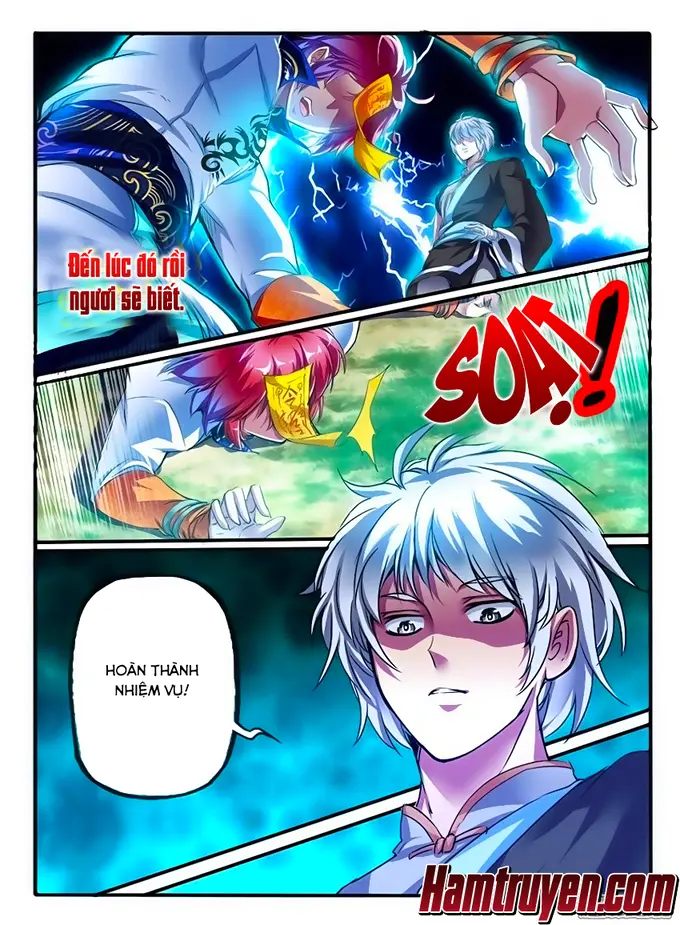 Đến lúc đó rồi
ngươi sẽ biết.
SOẠT!!
HOÀN THÀNH
NHIỆM VỤ!
Hamtruyen.com